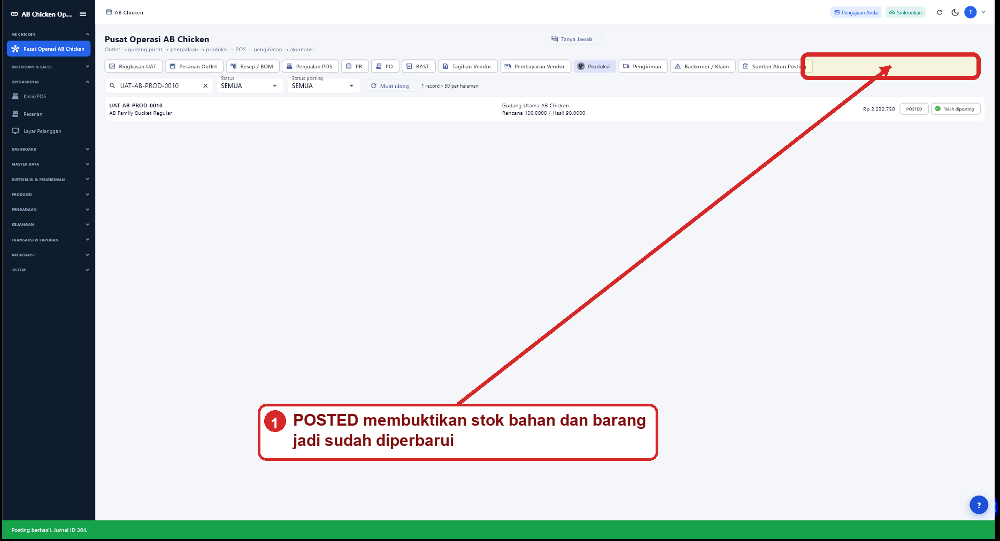 AB Chicken Op...
AB Chicken
Pengajuan Anda
Sinkronkan
?
AB CHICKEN
Pusat Operasi AB Chicken
INVENTORY & SALES
OPERASIONAL
Kasir/POS
Pesanan
Layar Pelanggan
DASHBOARD
MASTER DATA
DISTRIBUSI & PENGIRIMAN
PRODUKSI
PENGADAAN
KEUANGAN
TRANSAKSI & LAPORAN
AKUNTANSI
SISTEM
Pusat Operasi AB Chicken
Outlet → gudang pusat → pengadaan → produksi → POS → pengiriman → akuntansi
Tanya Jawab
Ringkasan UAT
Pesanan Outlet
Resep / BOM
Penjualan POS
PR
PO
BAST
Tagihan Vendor
Pembayaran Vendor
Produksi
Pengiriman
Backorder / Klaim
Sumber Akun Posting
UAT-AB-PROD-0010
Status
SEMUA
Status posting
SEMUA
Muat ulang
1 record • 50 per halaman
UAT-AB-PROD-0010
AB Family Bucket Regular
Gudang Utama AB Chicken
Rencana 100.0000 / Hasil 98.0000
Rp 2.232.750
POSTED
Telah diposting
1
POSTED membuktikan stok bahan dan barang
jadi sudah diperbarui
?
Posting berhasil. Jurnal ID 304.